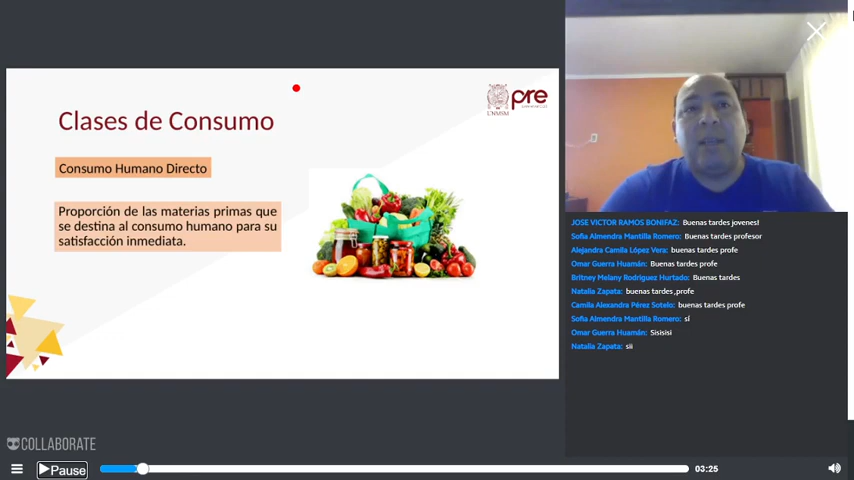 Clases de Consumo
pre
UNMSM
Consumo Humano Directo
Proporción de las materias primas que
se destina al consumo humano para su
satisfacción inmediata.
JOSE VICTOR RAMOS BONIFAZ: Buenas tardes jovenes!
Sofia Almendra Mantilla Romero: Buenas tardes profesor
Alejandra Camila López Vera: buenas tardes profe
Omar Guerra Huamán: Buenas tardes profe
Britney Melany Rodriguez Hurtado: Buenas tardes
Natalia Zapata: buenas tardes ,profe
Camila Alexandra Pérez Sotelo: buenas tardes profe
Sofia Almendra Mantilla Romero: sí
Omar Guerra Huamán: Sisisisi
Natalia Zapata: sii
COLLABORATE
Pause
03:25